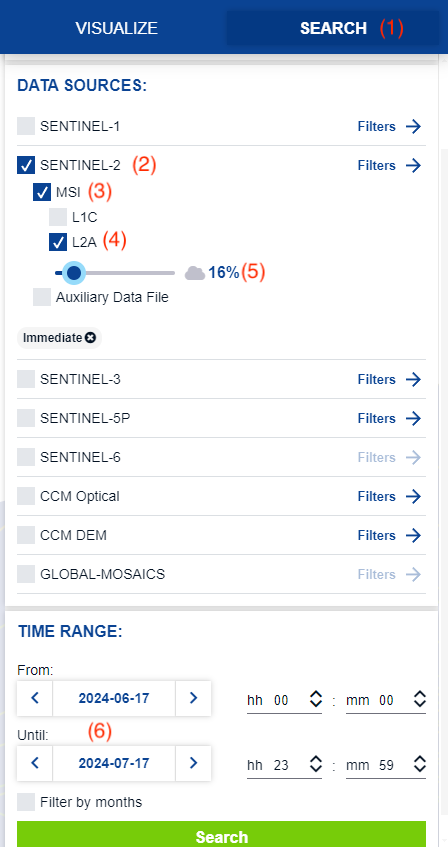 VISUALIZE SEARCH (1)
DATA SOURCES:
SENTINEL-1 Filters
SENTINEL-2 (2) Filters
MSI (3)
L1C
L2A (4)
16% (5)
Auxiliary Data File
Immediate
SENTINEL-3 Filters
SENTINEL-5P Filters
SENTINEL-6 Filters
CCM Optical Filters
CCM DEM Filters
GLOBAL-MOSAICS Filters
TIME RANGE:
From:
2024-06-17 hh 00 : mm 00
Until: (6)
2024-07-17 hh 23 : mm 59
Filter by months
Search